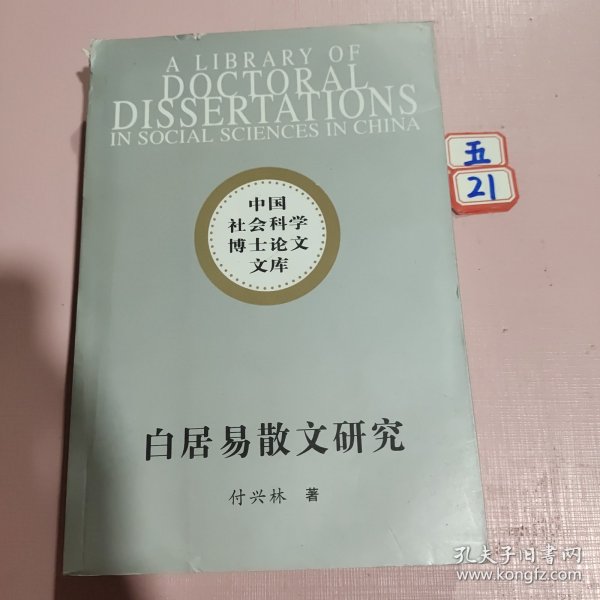 A LIBRARY OF
DOCTORAL
DISSERTATIONS
IN SOCIAL SCIENCES IN CHINA
中国
社会科学
博士论文
文库
五
21
白居易散文研究
付兴林 著
孔夫子旧书网
www.kongfz.com